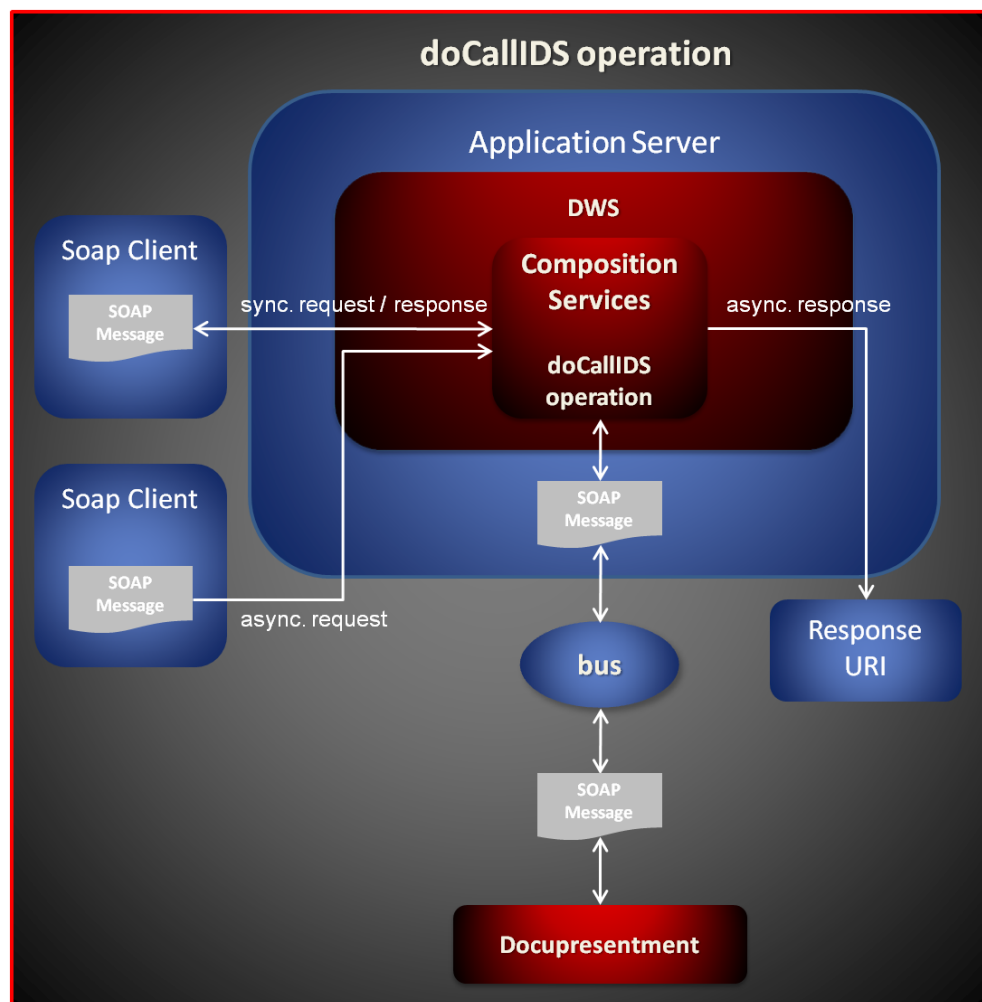 doCallIDS operation
Application Server
DWS
Soap Client
SOAP
Message
sync. request / response
Composition
Services
doCallIDS
operation
async. response
Soap Client
SOAP
Message
async. request
SOAP
Message
Response
URI
bus
SOAP
Message
Docupresentment